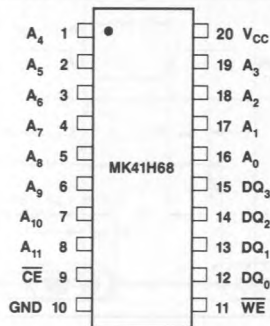 A4 1 20 VCC
A5 2 19 A3
A6 3 18 A2
A7 4 17 A1
A8 5 16 A0
MK41H68
A9 6 15 DQ3
A10 7 14 DQ2
A11 8 13 DQ1
CE 9 12 DQ0
GND 10 11 WE